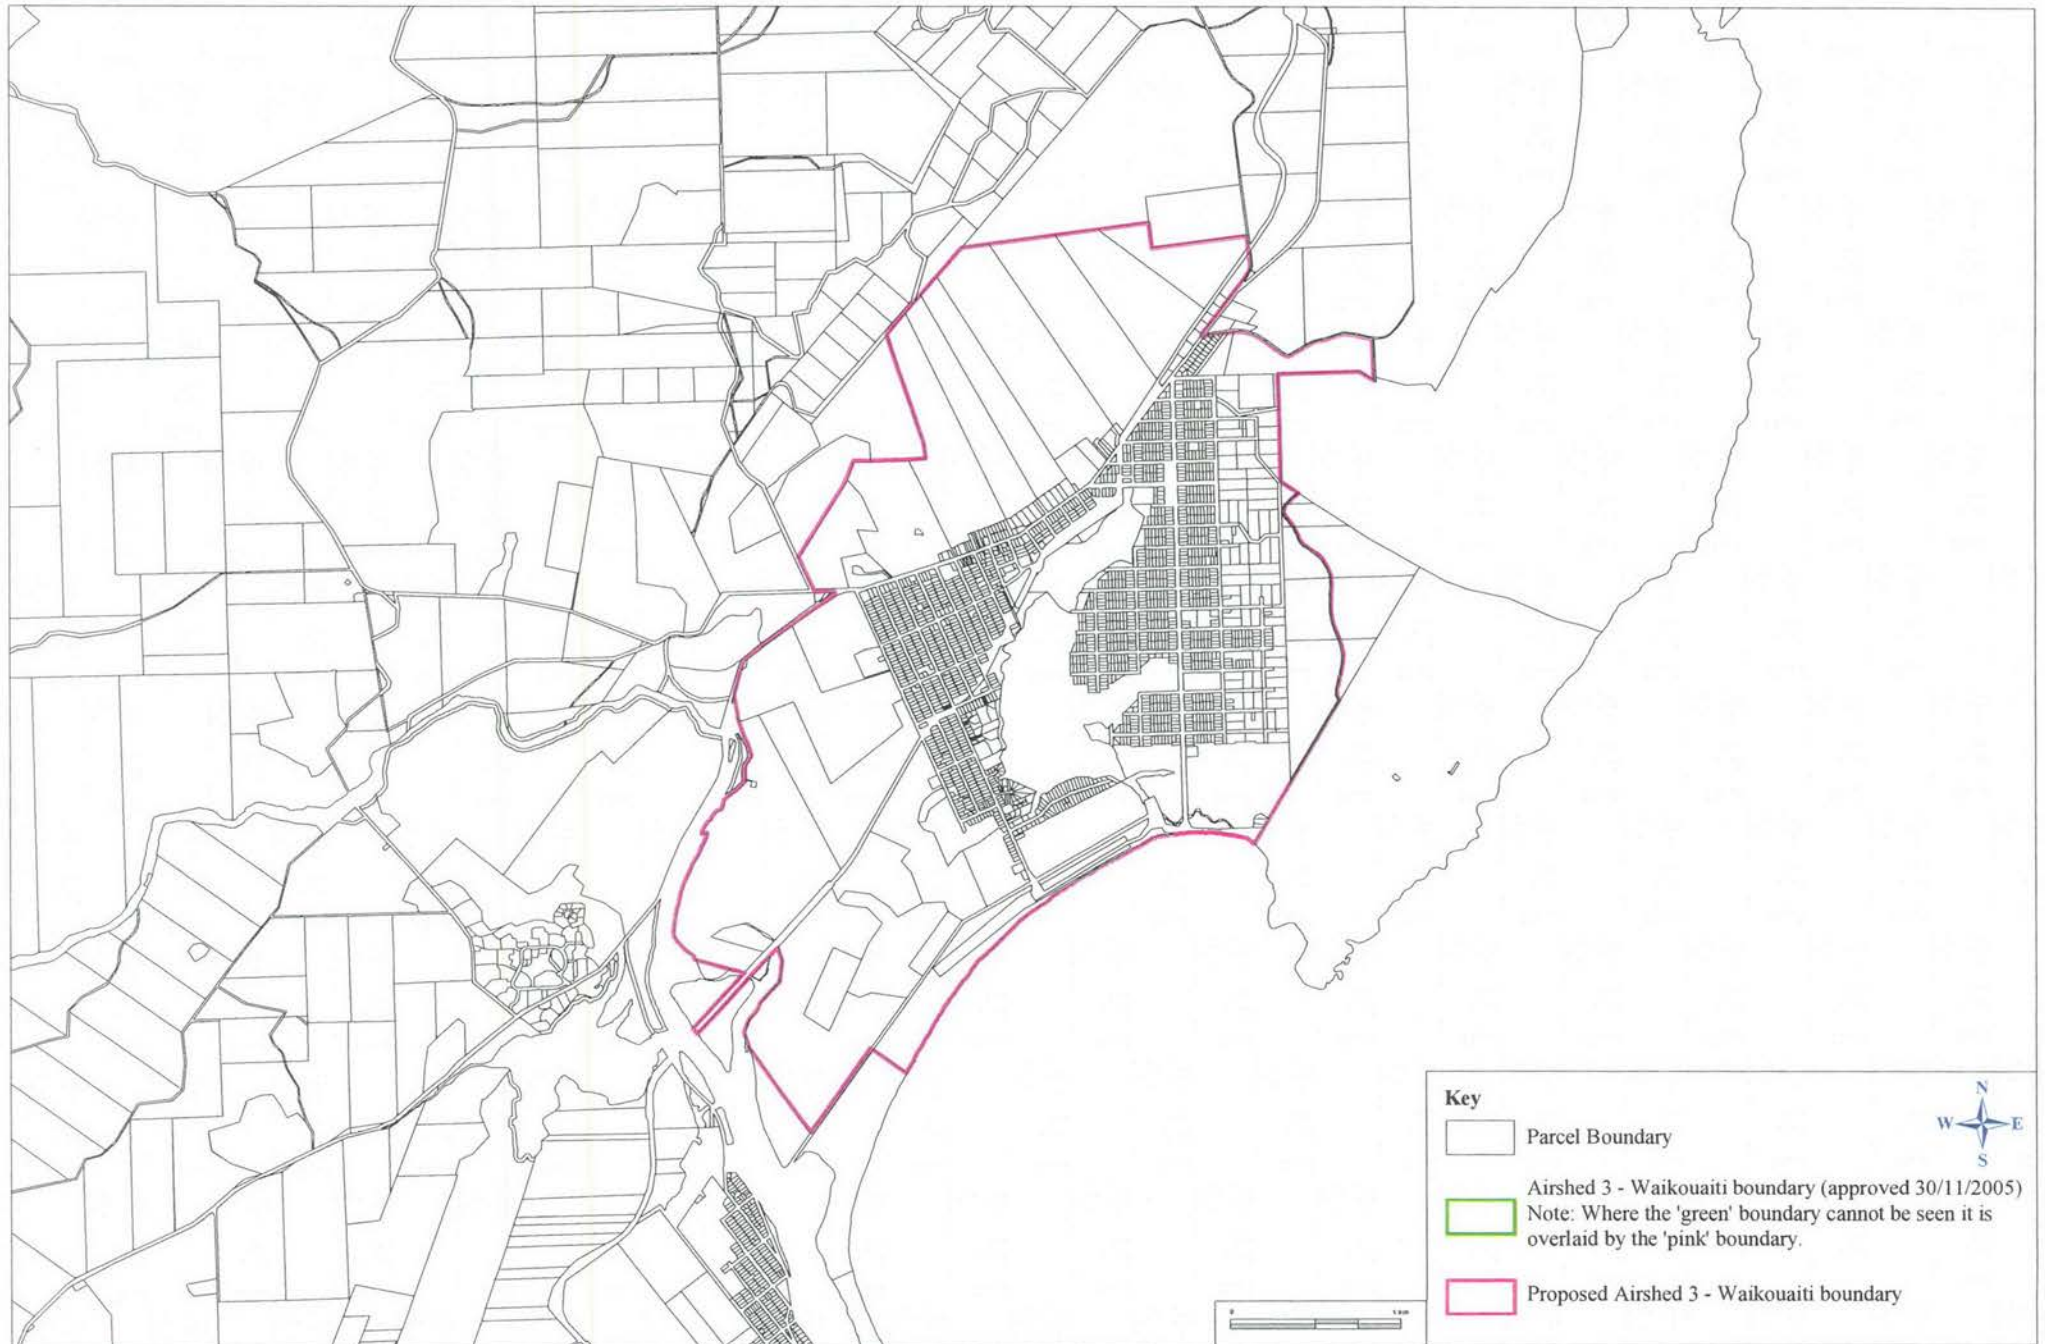 Key
N
W E
S
Parcel Boundary
Airshed 3 - Waikouaiti boundary (approved 30/11/2005)
Note: Where the 'green' boundary cannot be seen it is
overlaid by the 'pink' boundary.
Proposed Airshed 3 - Waikouaiti boundary
0